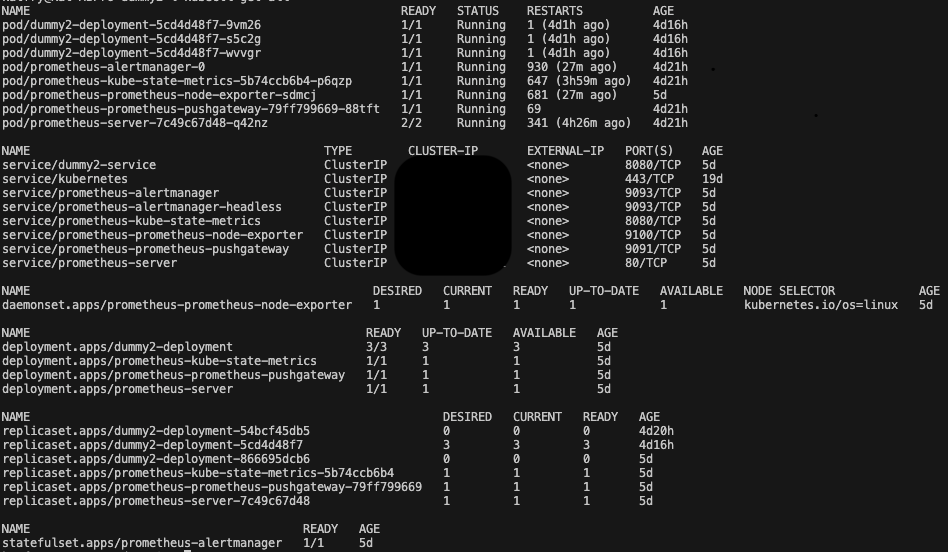 NAME READY STATUS RESTARTS AGE
pod/dummy2-deployment-5cd4d48f7-9vm26 1/1 Running 1 (4d1h ago) 4d16h
pod/dummy2-deployment-5cd4d48f7-s5c2g 1/1 Running 1 (4d1h ago) 4d16h
pod/dummy2-deployment-5cd4d48f7-wvvgr 1/1 Running 1 (4d1h ago) 4d16h
pod/prometheus-alertmanager-0 1/1 Running 930 (27m ago) 4d21h
pod/prometheus-kube-state-metrics-5b74ccb6b4-p6qzp 1/1 Running 647 (3h59m ago) 4d21h
pod/prometheus-prometheus-node-exporter-sdmcj 1/1 Running 681 (27m ago) 5d
pod/prometheus-prometheus-pushgateway-79ff799669-88tft 1/1 Running 69 4d21h
pod/prometheus-server-7c49c67d48-q42nz 2/2 Running 341 (4h26m ago) 4d21h
NAME TYPE CLUSTER-IP EXTERNAL-IP PORT(S) AGE
service/dummy2-service ClusterIP <none> 8080/TCP 5d
service/kubernetes ClusterIP <none> 443/TCP 19d
service/prometheus-alertmanager ClusterIP <none> 9093/TCP 5d
service/prometheus-alertmanager-headless ClusterIP <none> 9093/TCP 5d
service/prometheus-kube-state-metrics ClusterIP <none> 8080/TCP 5d
service/prometheus-prometheus-node-exporter ClusterIP <none> 9100/TCP 5d
service/prometheus-prometheus-pushgateway ClusterIP <none> 9091/TCP 5d
service/prometheus-server ClusterIP <none> 80/TCP 5d
NAME DESIRED CURRENT READY UP-TO-DATE AVAILABLE NODE SELECTOR AGE
daemonset.apps/prometheus-prometheus-node-exporter 1 1 1 1 1 kubernetes.io/os=linux 5d
NAME READY UP-TO-DATE AVAILABLE AGE
deployment.apps/dummy2-deployment 3/3 3 3 5d
deployment.apps/prometheus-kube-state-metrics 1/1 1 1 5d
deployment.apps/prometheus-prometheus-pushgateway 1/1 1 1 5d
deployment.apps/prometheus-server 1/1 1 1 5d
NAME DESIRED CURRENT READY AGE
replicaset.apps/dummy2-deployment-54bcf45db5 0 0 0 4d20h
replicaset.apps/dummy2-deployment-5cd4d48f7 3 3 3 4d16h
replicaset.apps/dummy2-deployment-866695dcb6 0 0 0 5d
replicaset.apps/prometheus-kube-state-metrics-5b74ccb6b4 1 1 1 5d
replicaset.apps/prometheus-prometheus-pushgateway-79ff799669 1 1 1 5d
replicaset.apps/prometheus-server-7c49c67d48 1 1 1 5d
NAME READY AGE
statefulset.apps/prometheus-alertmanager 1/1 5d